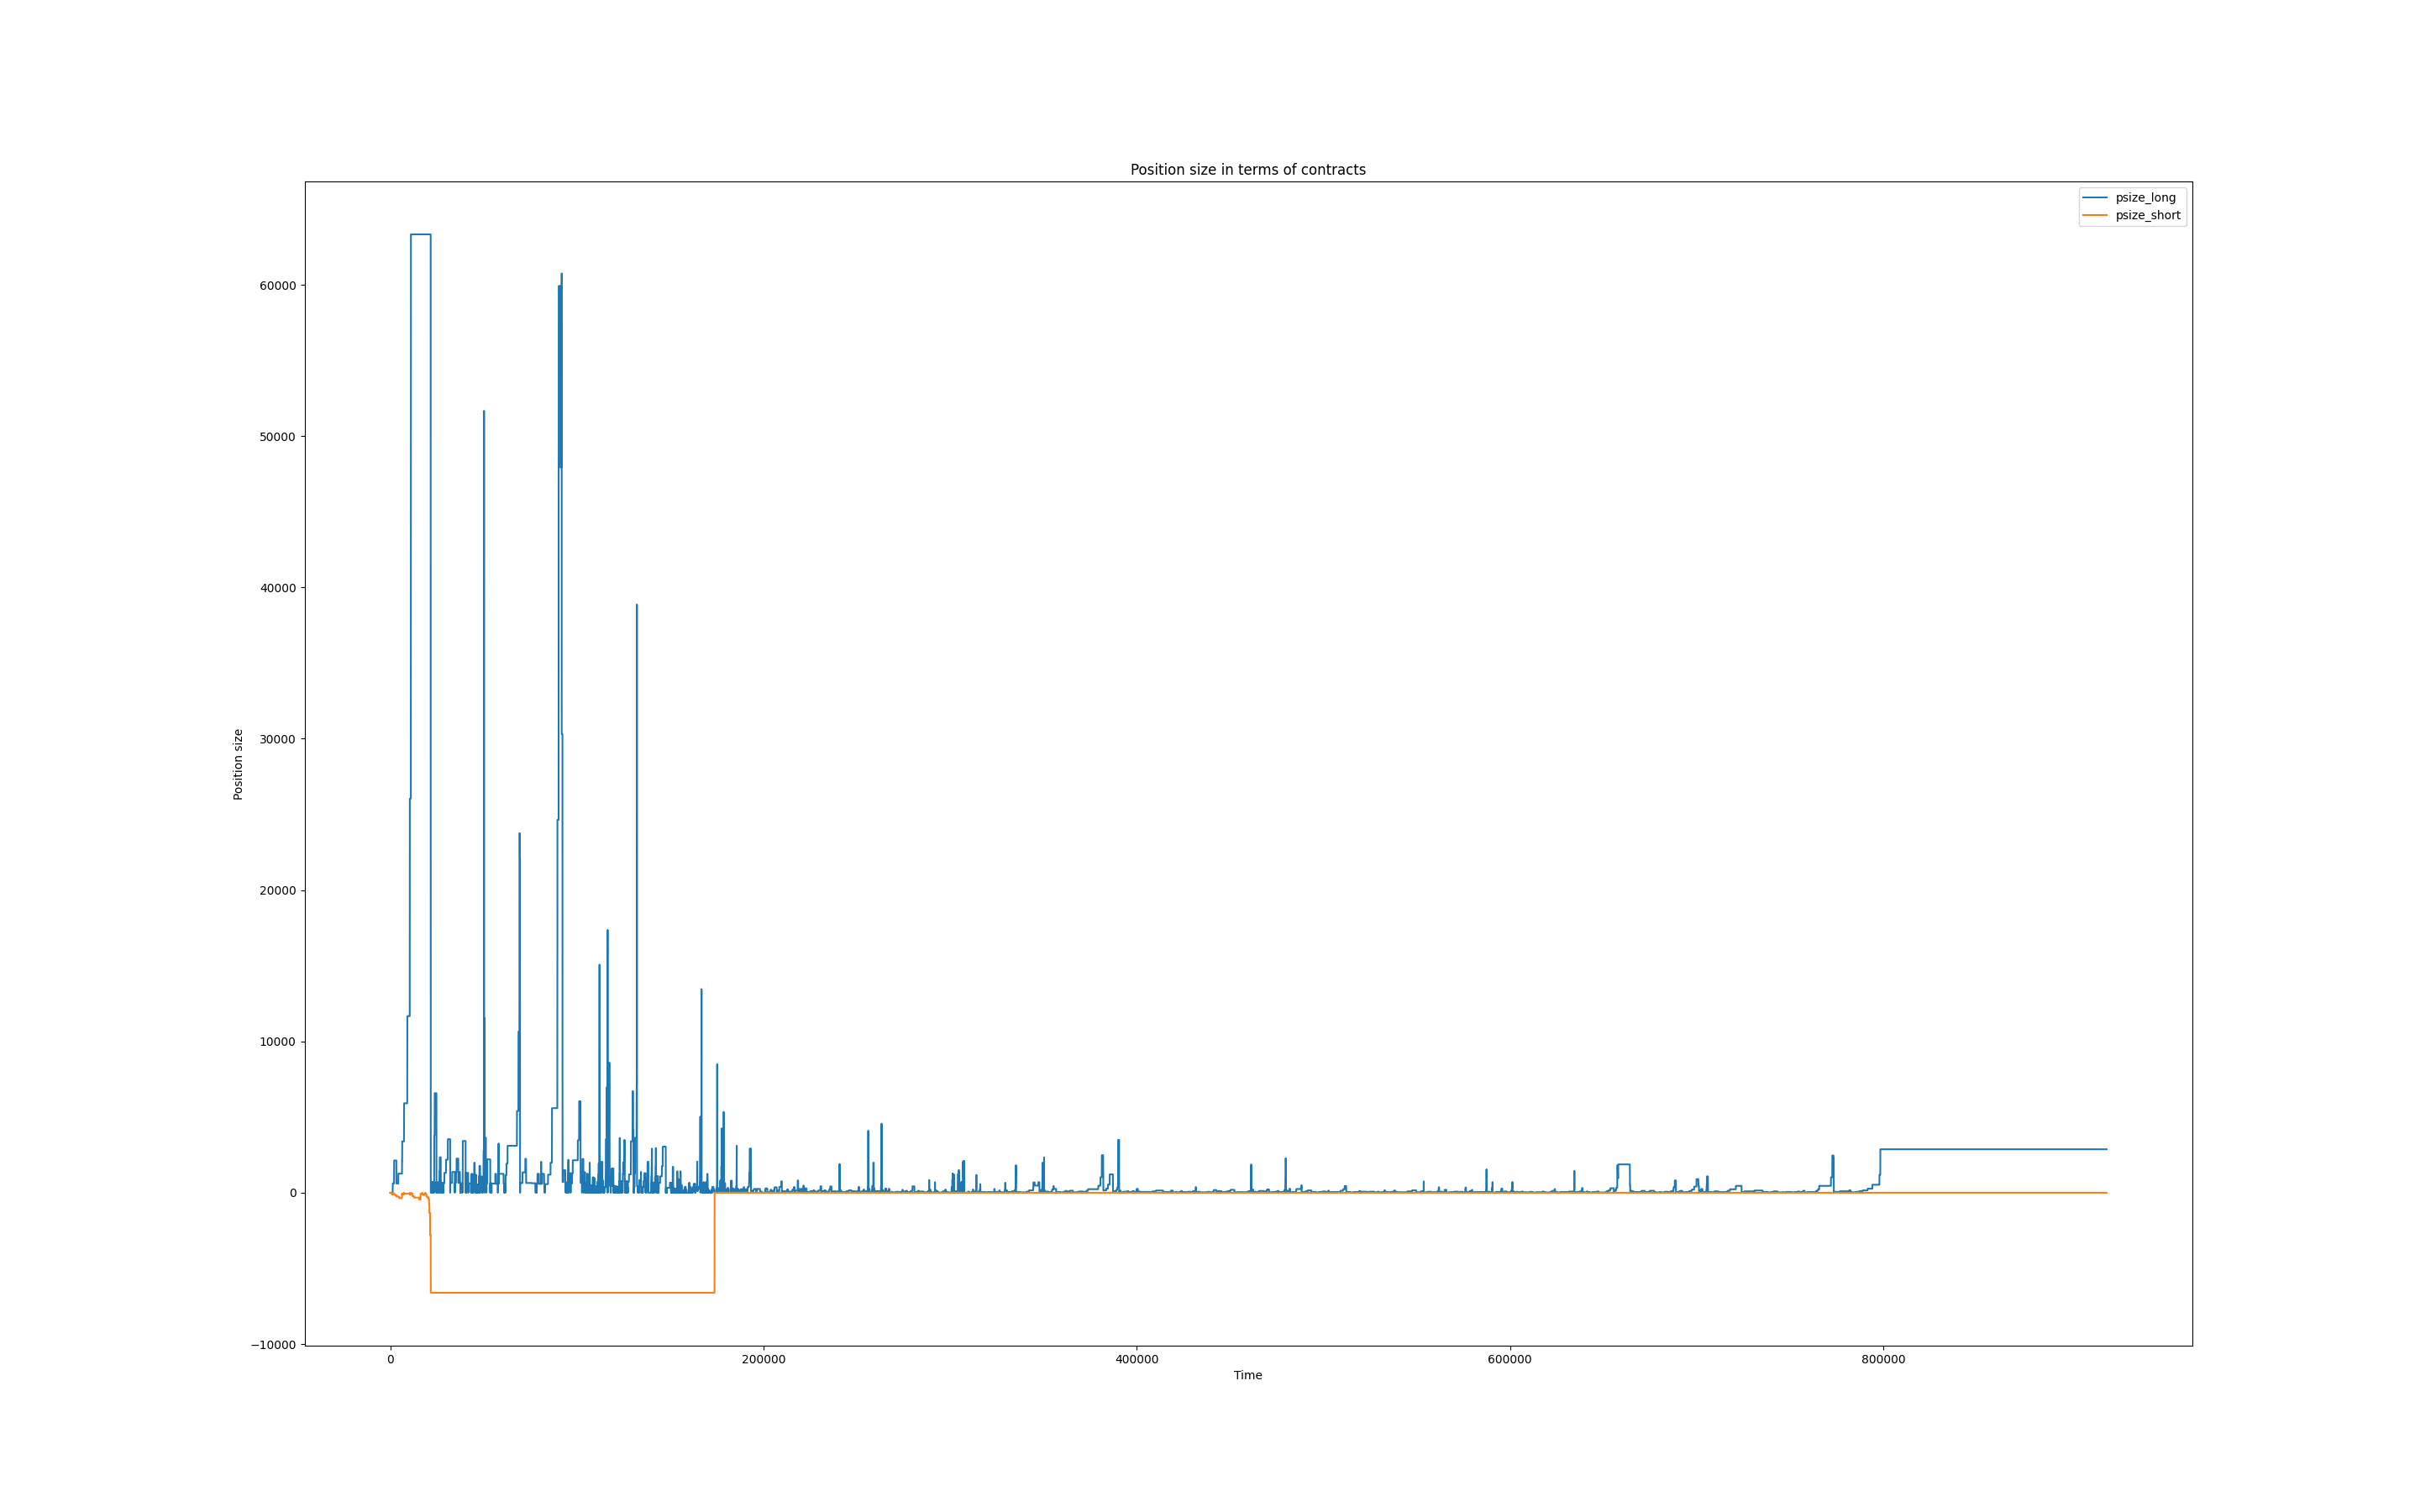 Position size in terms of contracts
psize_long
psize_short
60000
50000
40000
30000
20000
10000
0
−10000
Position size
0
200000
400000
600000
800000
Time